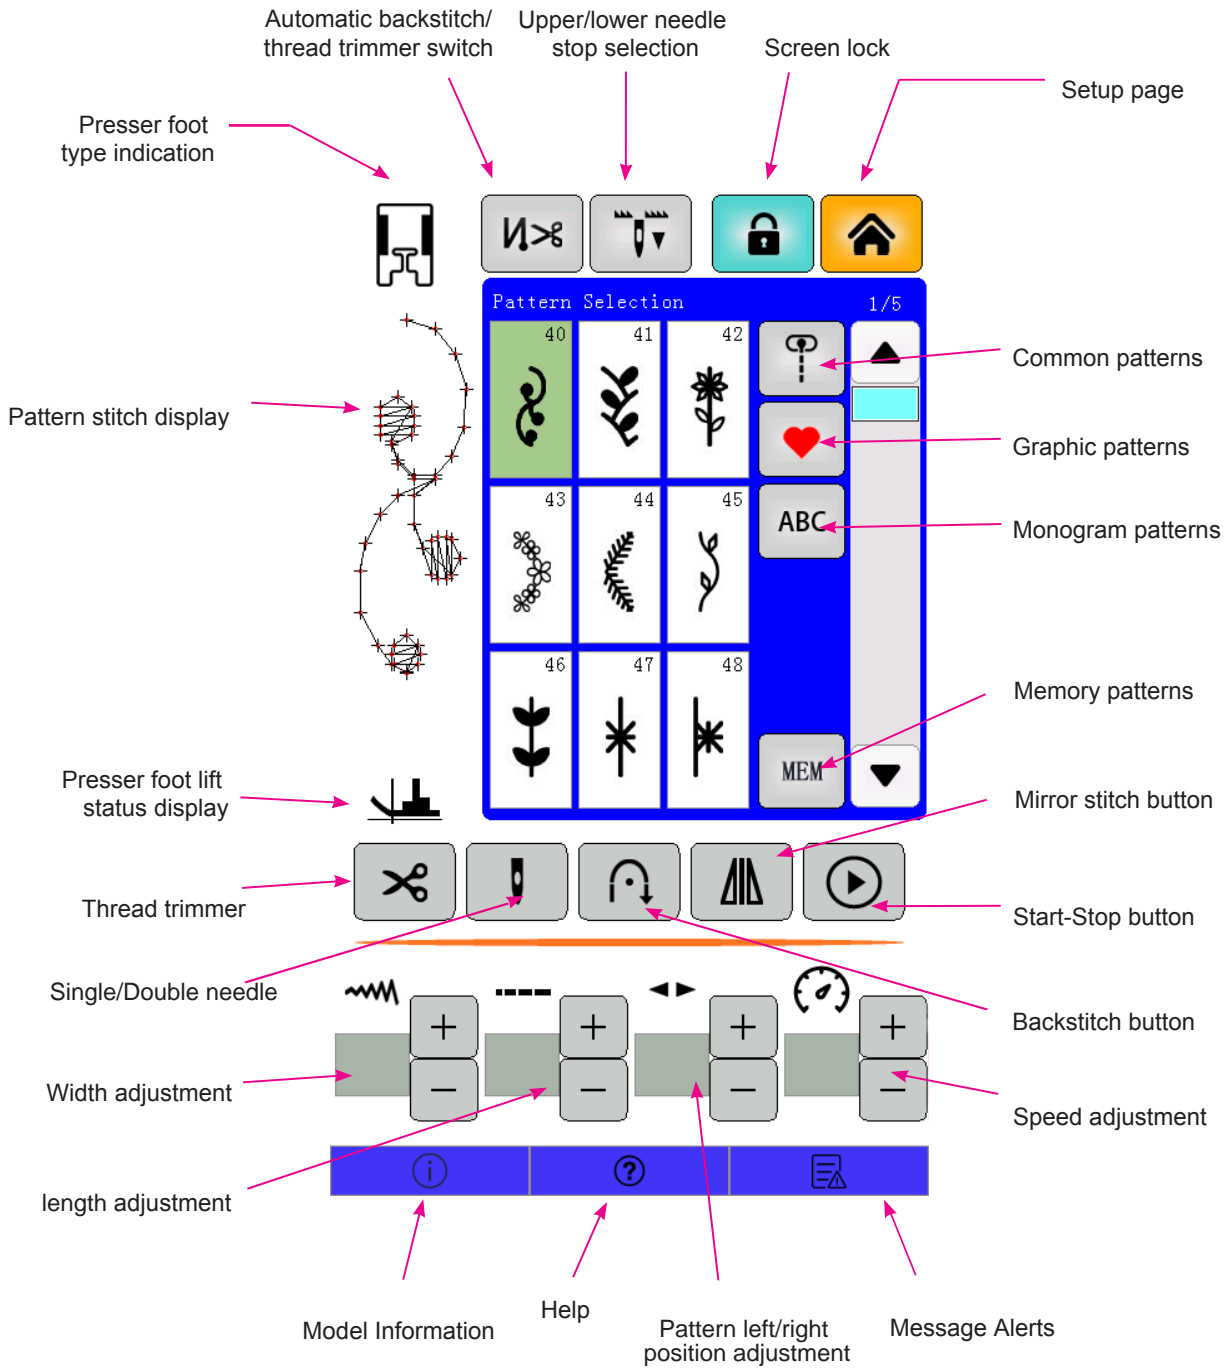 Automatic backstitch/
thread trimmer switch
Upper/lower needle
stop selection
Screen lock
Setup page
Presser foot
type indication
Pattern Selection 1/5
40 41 42
Common patterns
Pattern stitch display
Graphic patterns
43 44 45
ABC
Monogram patterns
46 47 48
Memory patterns
MEM
Presser foot lift
status display
Mirror stitch button
Thread trimmer
Start-Stop button
Single/Double needle
Backstitch button
Width adjustment
Speed adjustment
length adjustment
Model Information
Help
Pattern left/right
position adjustment
Message Alerts